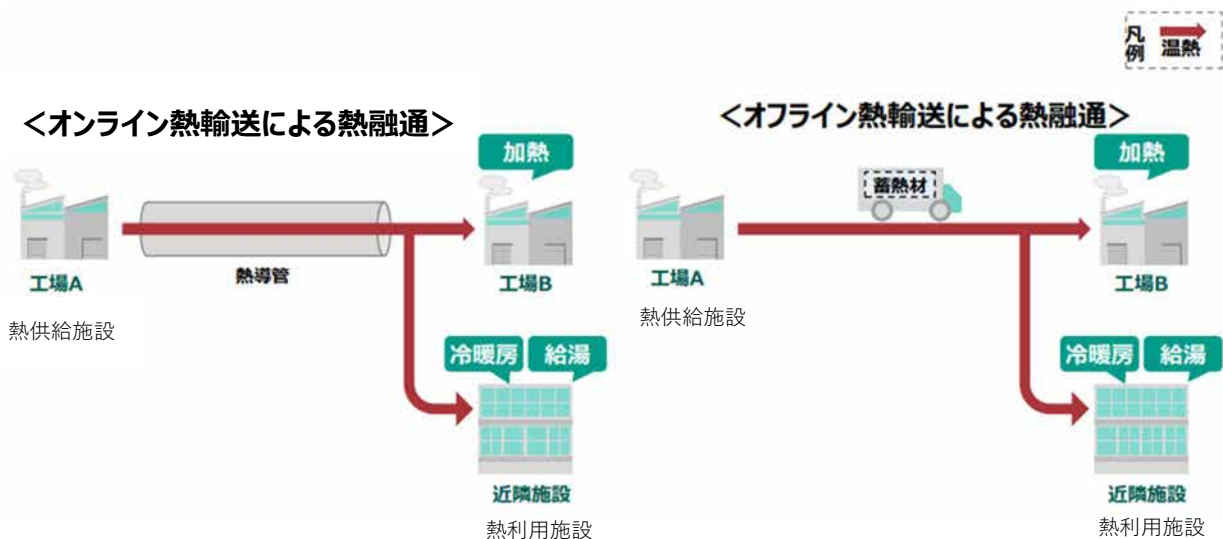 凡例 温熱
＜オンライン熱輸送による熱融通＞
加熱
工場A
熱導管
工場B
熱供給施設
冷暖房 給湯
近隣施設
熱利用施設
＜オフライン熱輸送による熱融通＞
加熱
蓄熱材
工場A
工場B
熱供給施設
冷暖房 給湯
近隣施設
熱利用施設